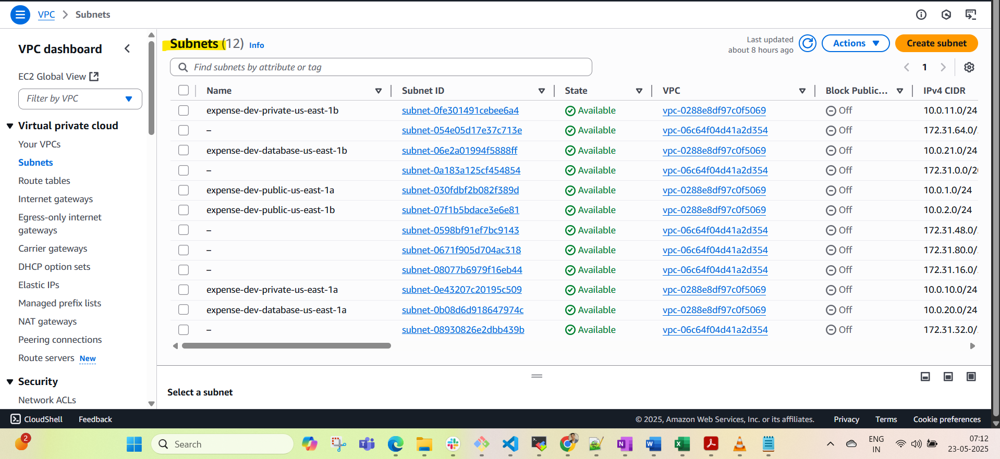 VPC > Subnets
VPC dashboard
EC2 Global View
Filter by VPC
Virtual private cloud
Your VPCs
Subnets
Route tables
Internet gateways
Egress-only internet
gateways
Carrier gateways
DHCP option sets
Elastic IPs
Managed prefix lists
NAT gateways
Peering connections
Route servers New
Security
Network ACLs
Subnets (12) Info
Last updated
about 8 hours ago
Actions
Create subnet
Find subnets by attribute or tag
1
Name Subnet ID State VPC Block Public... IPv4 CIDR
expense-dev-private-us-east-1b subnet-0fe301491cebee6a4 Available vpc-0288e8df97c0f5069 Off 10.0.11.0/24
– subnet-054e05d17e37c713e Available vpc-06c64f04d41a2d354 Off 172.31.64.0/
expense-dev-database-us-east-1b subnet-06e2a01994f5888ff Available vpc-0288e8df97c0f5069 Off 10.0.21.0/24
– subnet-0a183a125cf454854 Available vpc-06c64f04d41a2d354 Off 172.31.0.0/2
expense-dev-public-us-east-1a subnet-030fdbf2b082f389d Available vpc-0288e8df97c0f5069 Off 10.0.1.0/24
expense-dev-public-us-east-1b subnet-07f1b5bdace3e6e81 Available vpc-0288e8df97c0f5069 Off 10.0.2.0/24
– subnet-0598bf91ef7bc9143 Available vpc-06c64f04d41a2d354 Off 172.31.48.0/
– subnet-0671f905d704ac318 Available vpc-06c64f04d41a2d354 Off 172.31.80.0/
– subnet-08077b6979f16eb44 Available vpc-06c64f04d41a2d354 Off 172.31.16.0/
expense-dev-private-us-east-1a subnet-0e43207c20195c509 Available vpc-0288e8df97c0f5069 Off 10.0.10.0/24
expense-dev-database-us-east-1a subnet-0b08d6d918647974c Available vpc-0288e8df97c0f5069 Off 10.0.20.0/24
– subnet-08930826e2dbb439b Available vpc-06c64f04d41a2d354 Off 172.31.32.0/
Select a subnet
CloudShell Feedback © 2025, Amazon Web Services, Inc. or its affiliates. Privacy Terms Cookie preferences
2
Search
ENG
IN
07:12
23-05-2025